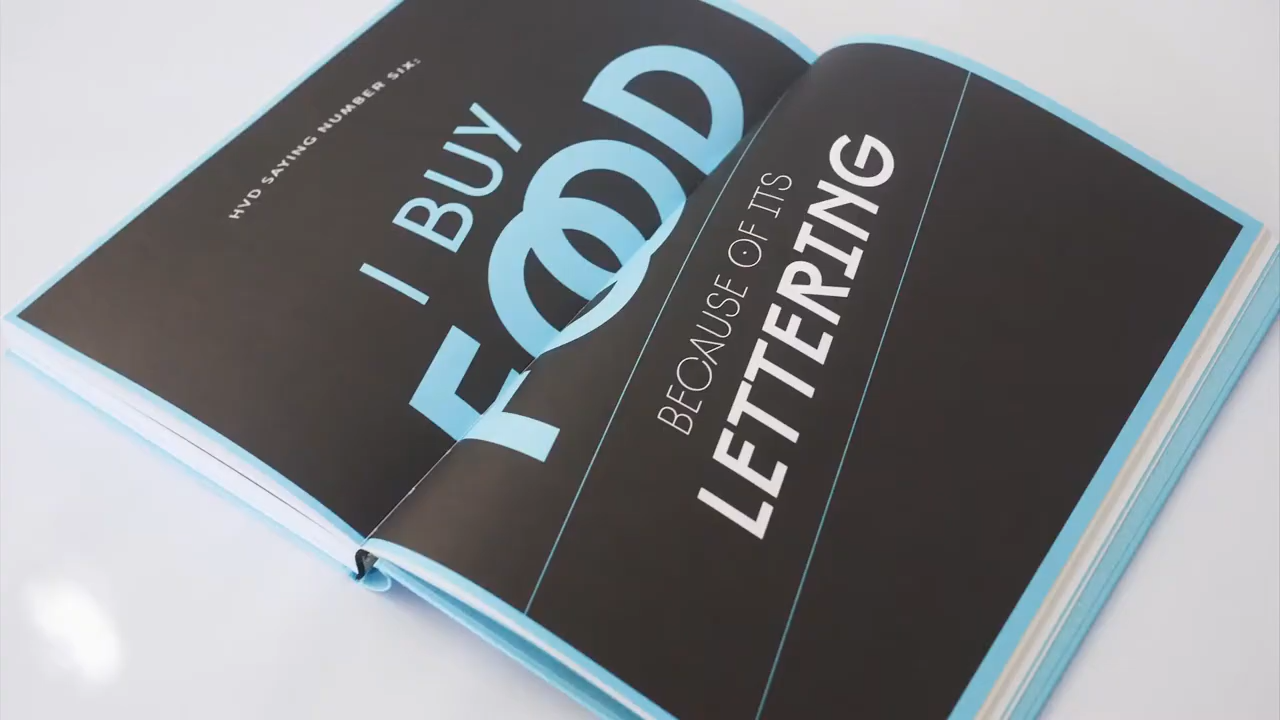 HVD SAYING NUMBER SIX:
I BUY
FOOD
BECAUSE OF ITS
LETTERING